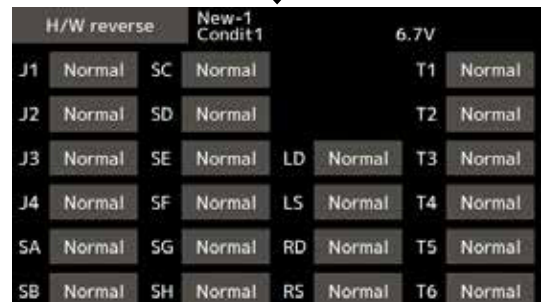 H/W reverse New-1 Condit1 6.7V
J1 Normal SC Normal T1 Normal
J2 Normal SD Normal T2 Normal
J3 Normal SE Normal LD Normal T3 Normal
J4 Normal SF Normal LS Normal T4 Normal
SA Normal SG Normal RD Normal T5 Normal
SB Normal SH Normal RS Normal T6 Normal